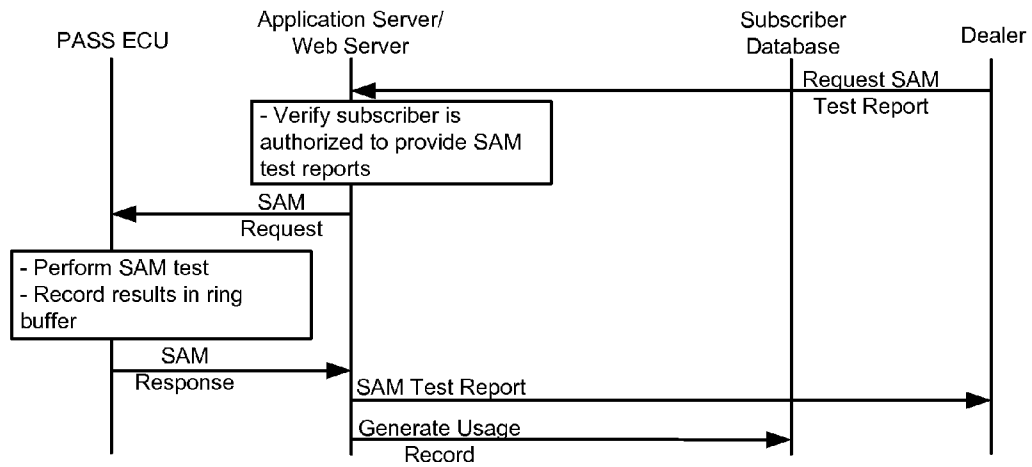 PASS ECU
Application Server/
Web Server
Subscriber
Database
Dealer
Request SAM
Test Report
- Verify subscriber is
authorized to provide SAM
test reports
SAM
Request
- Perform SAM test
- Record results in ring
buffer
SAM
Response
SAM Test Report
Generate Usage
Record